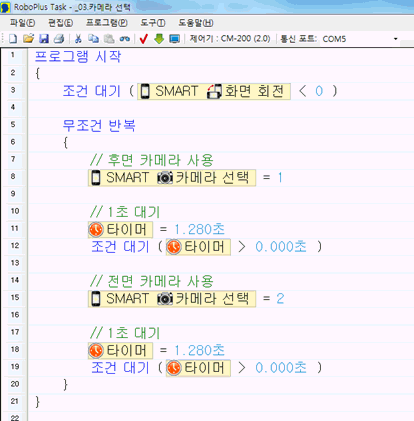 RoboPlus Task - _03.카메라 선택
파일(F) 편집(E) 프로그램(P) 도구(T) 도움말(H)
제어기 : CM-200 (2.0) 통신 포트: COM5
1 프로그램 시작
2 {
3 조건 대기 ( SMART 화면 회전 < 0 )
4
5 무조건 반복
6 {
7 // 후면 카메라 사용
8 SMART 카메라 선택 = 1
9
10 // 1초 대기
11 타이머 = 1.280초
12 조건 대기 ( 타이머 > 0.000초 )
13
14 // 전면 카메라 사용
15 SMART 카메라 선택 = 2
16
17 // 1초 대기
18 타이머 = 1.280초
19 조건 대기 ( 타이머 > 0.000초 )
20 }
21 }
22